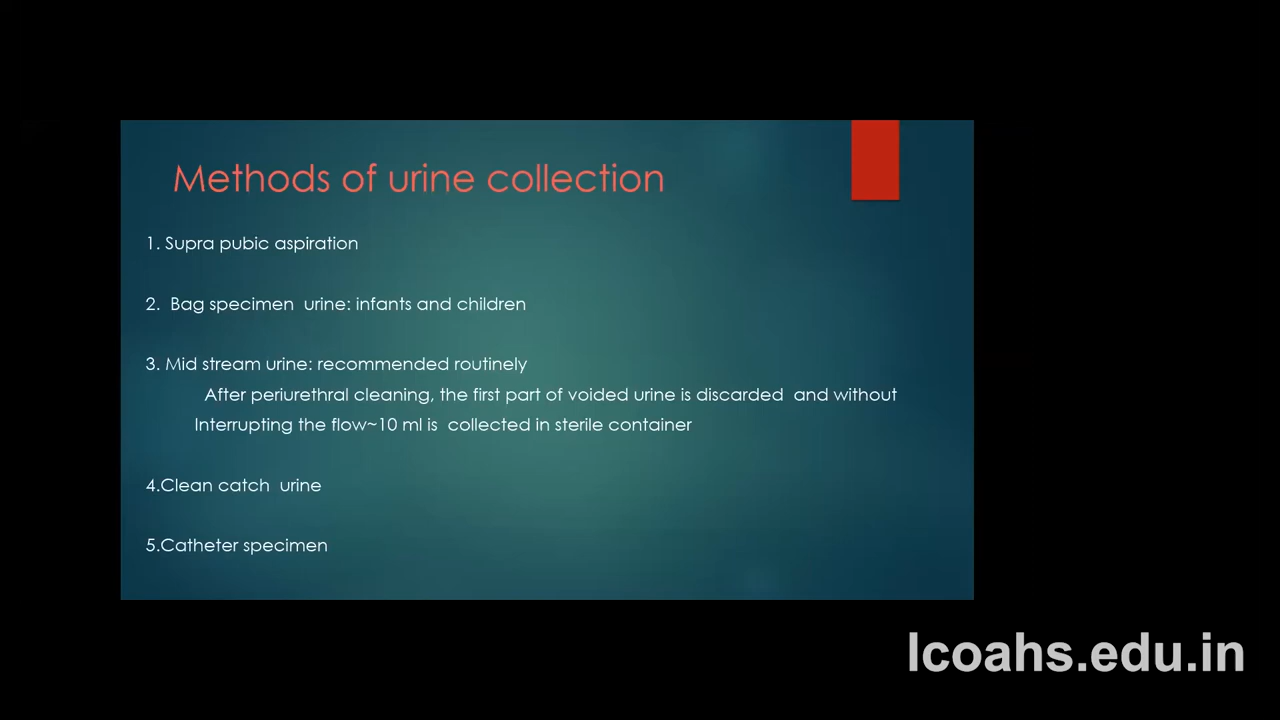 Methods of urine collection
1. Supra pubic aspiration
2. Bag specimen urine: infants and children
3. Mid stream urine: recommended routinely
After periurethral cleaning, the first part of voided urine is discarded and without
Interrupting the flow~10 ml is collected in sterile container
4.Clean catch urine
5.Catheter specimen
lcoahs.edu.in